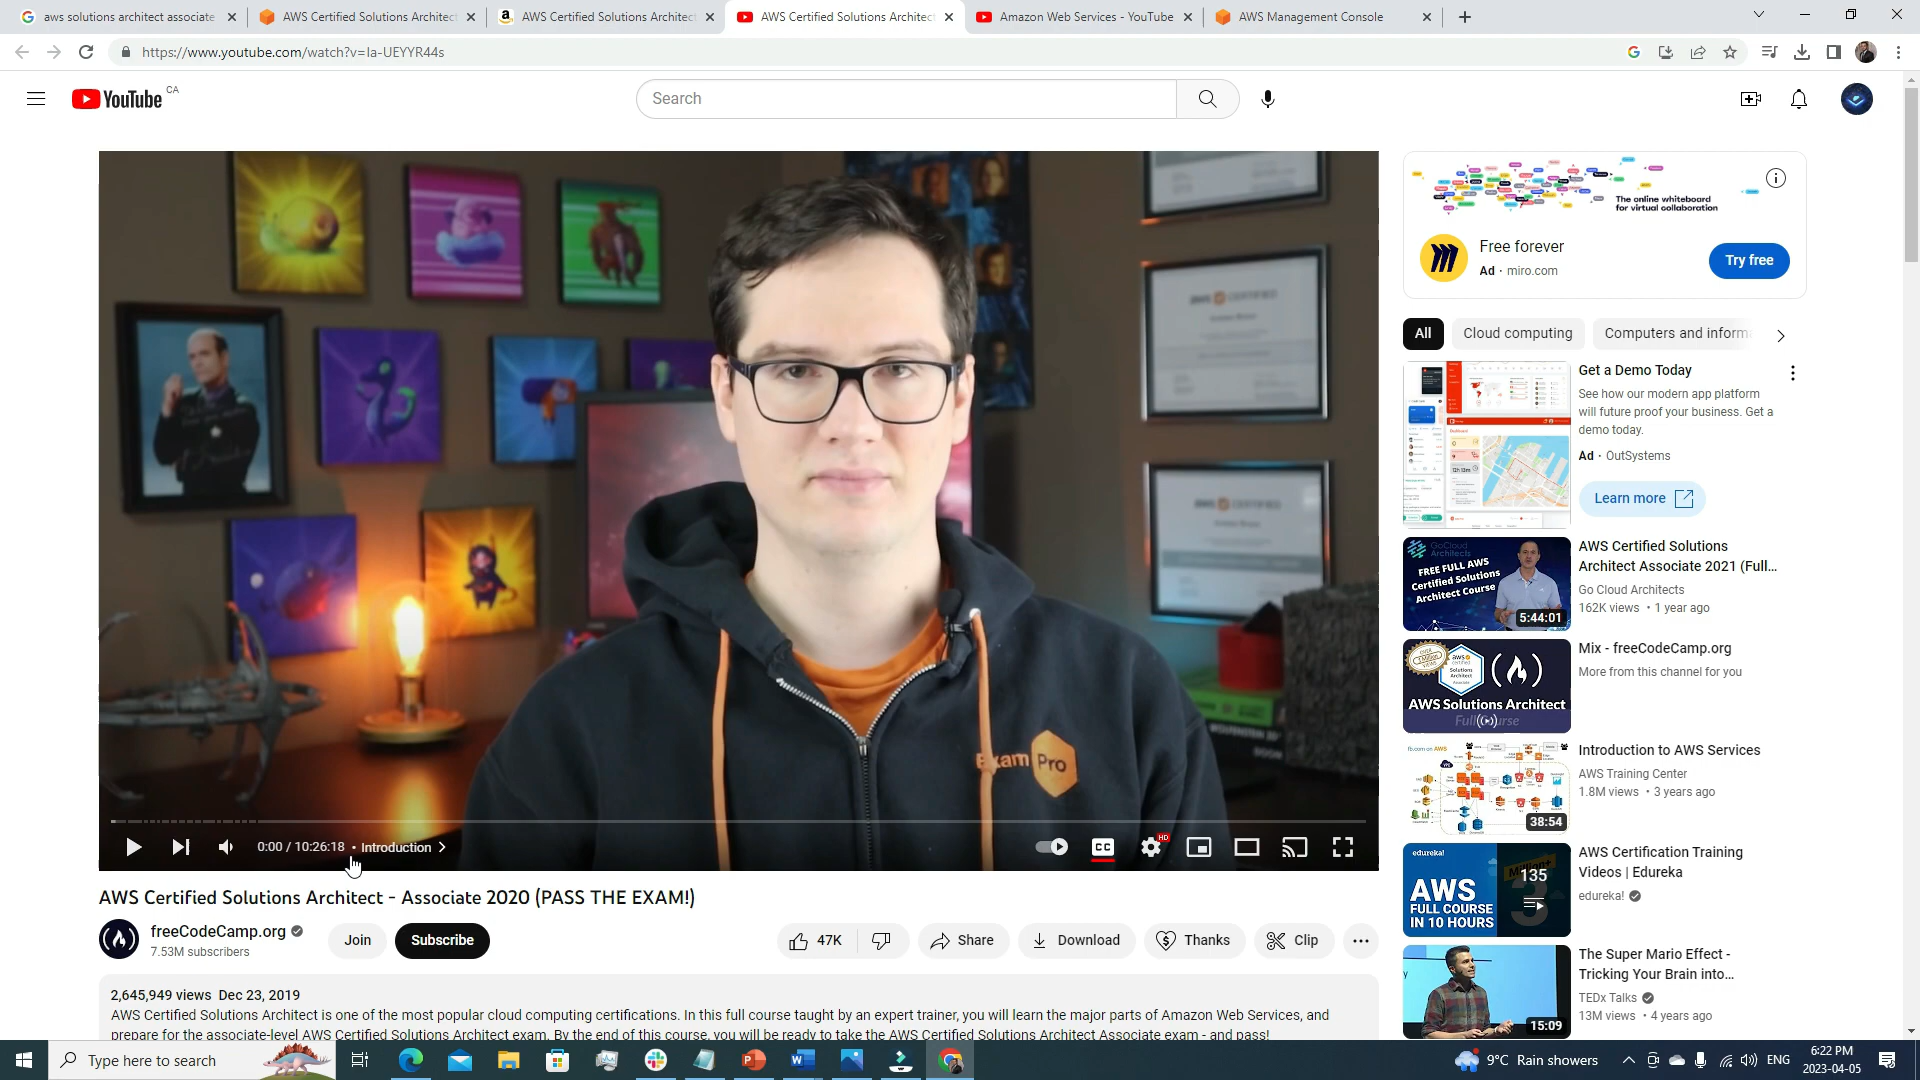 aws solutions architect associate
AWS Certified Solutions Architect
AWS Certified Solutions Architect
AWS Certified Solutions Architect
Amazon Web Services - YouTube
AWS Management Console
https://www.youtube.com/watch?v=Ia-UEYYR44s
YouTube CA
Search
AWS CERTIFIED
AWS CERTIFIED
Exam Pro
0:00 / 10:26:18 • Introduction
CC
HD
AWS Certified Solutions Architect - Associate 2020 (PASS THE EXAM!)
freeCodeCamp.org
7.53M subscribers
Join
Subscribe
47K
Share
Download
Thanks
Clip
2,645,949 views Dec 23, 2019
AWS Certified Solutions Architect is one of the most popular cloud computing certifications. In this full course taught by an expert trainer, you will learn the major parts of Amazon Web Services, and
prepare for the associate-level AWS Certified Solutions Architect exam. By the end of this course, you will be ready to take the AWS Certified Solutions Architect Associate exam - and pass!
The online whiteboard
for virtual collaboration
Free forever
Ad · miro.com
Try free
All
Cloud computing
Computers and inform
Get a Demo Today
See how our modern app platform
will future proof your business. Get a
demo today.
Ad · OutSystems
Learn more
GoCloud
Architects
FREE FULL AWS
Certified Solutions
Architect Course
5:44:01
AWS Certified Solutions
Architect Associate 2021 (Full...
Go Cloud Architects
162K views • 1 year ago
aws
certified
Solutions
Architect
Associate
AWS Solutions Architect
Full Course
Mix - freeCodeCamp.org
More from this channel for you
38:54
Introduction to AWS Services
AWS Training Center
1.8M views • 3 years ago
edureka!
AWS
FULL COURSE
IN 10 HOURS
135
AWS Certification Training
Videos | Edureka
edureka!
15:09
The Super Mario Effect -
Tricking Your Brain into...
TEDx Talks
13M views • 4 years ago
Type here to search
9°C Rain showers
ENG
6:22 PM
2023-04-05